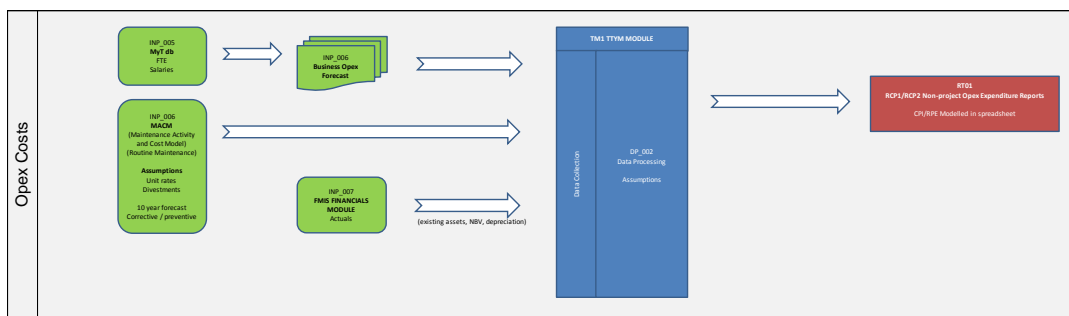 Opex Costs
INP_005
MyT db
FTE
Salaries
INP_006
Business Opex
Forecast
INP_006
MACM
(Maintenance Activity
and Cost Model)
(Routine Maintenance)
Assumptions
Unit rates
Divestments
10 year forecast
Corrective / preventive
INP_007
FMIS FINANCIALS
MODULE
Actuals
(existing assets, NBV, depreciation)
TM1 TTYM MODULE
Data Collection
DP_002
Data Processing
Assumptions
RT01
RCP1/RCP2 Non-project Opex Expenditure Reports
CPI/RPE Modelled in spreadsheet